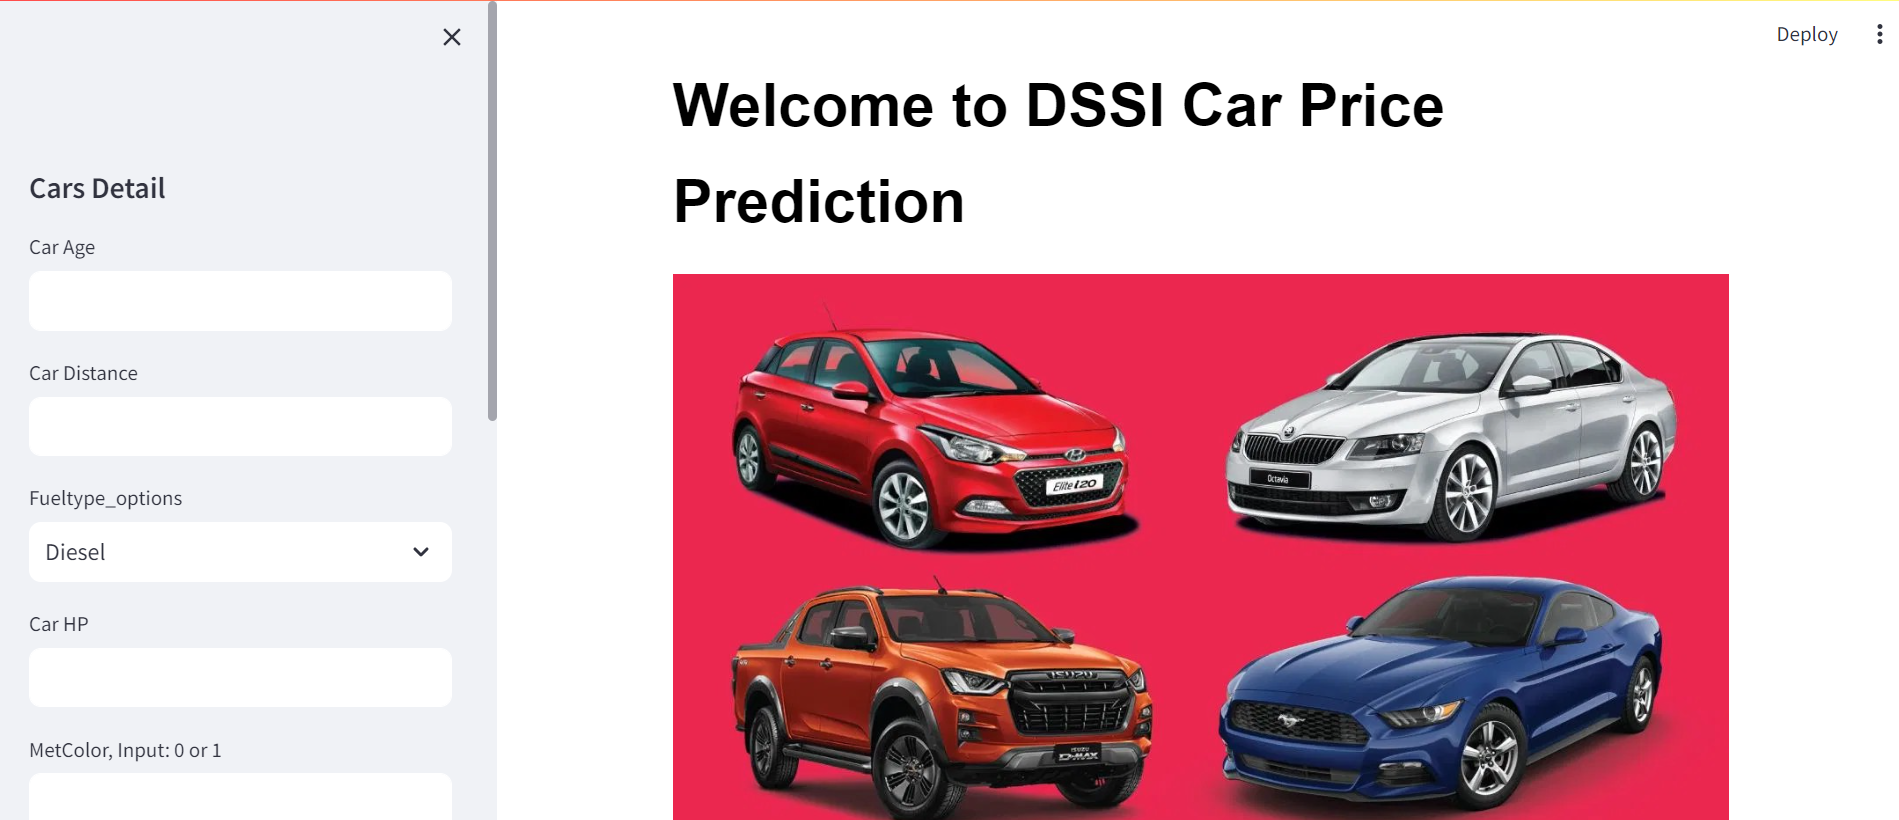 Deploy
Cars Detail
Car Age
Car Distance
Fueltype_options
Diesel
Car HP
MetColor, Input: 0 or 1
Welcome to DSSI Car Price
Prediction
Elite i20
Octavia
ISUZU
ISUZU
D-MAX